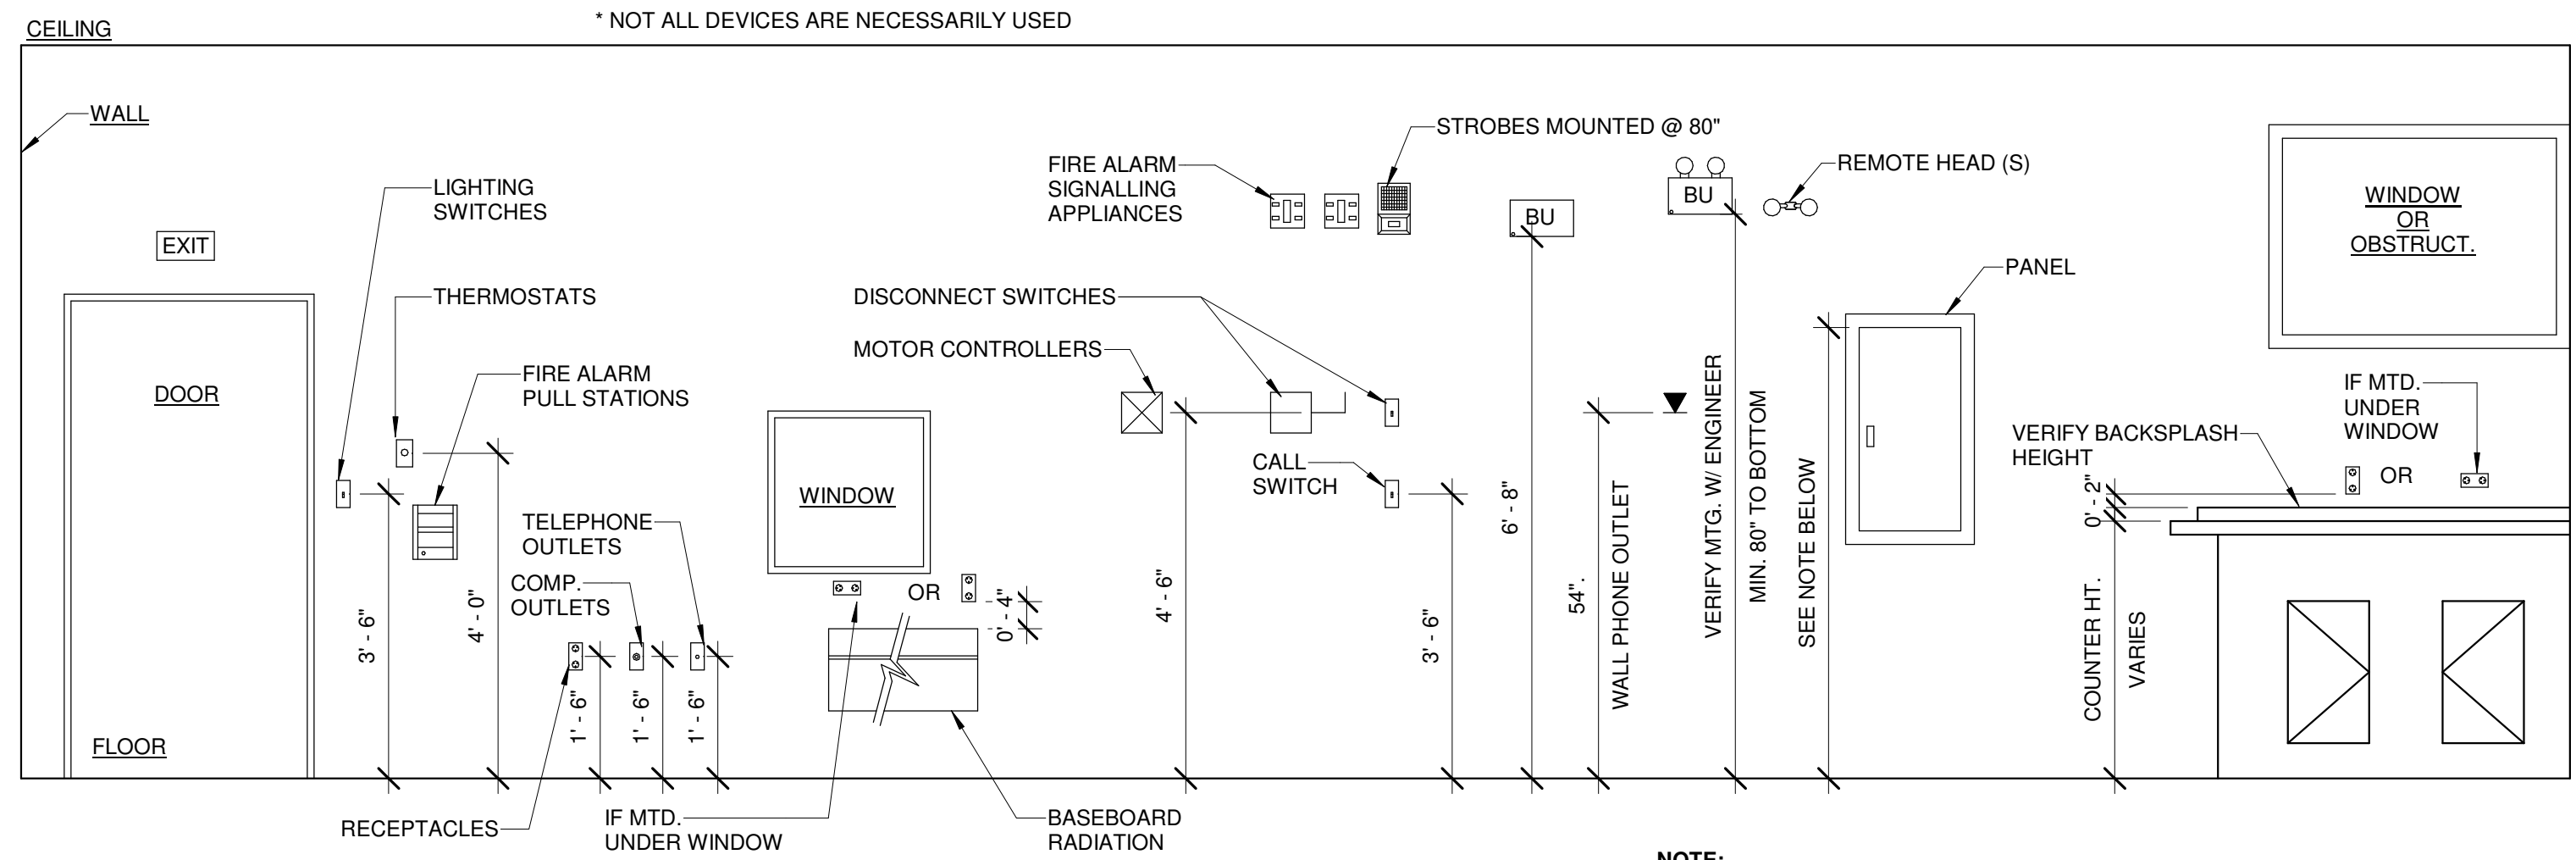 * NOT ALL DEVICES ARE NECESSARILY USED
CEILING
WALL
LIGHTING
SWITCHES
EXIT
THERMOSTATS
DOOR
FIRE ALARM
PULL STATIONS
FLOOR
3' - 6"
4' - 0"
TELEPHONE
OUTLETS
COMP.
OUTLETS
1' - 6"
1' - 6"
1' - 6"
RECEPTACLES
WINDOW
OR
0' - 4"
IF MTD.
UNDER WINDOW
BASEBOARD
RADIATION
FIRE ALARM
SIGNALLING
APPLIANCES
STROBES MOUNTED @ 80"
DISCONNECT SWITCHES
MOTOR CONTROLLERS
CALL
SWITCH
4' - 6"
3' - 6"
BU
6' - 8"
54".
WALL PHONE OUTLET
BU
REMOTE HEAD (S)
VERIFY MTG. W/ ENGINEER
MIN. 80" TO BOTTOM
SEE NOTE BELOW
PANEL
WINDOW
OR
OBSTRUCT.
IF MTD.
UNDER
WINDOW
VERIFY BACKSPLASH
HEIGHT
OR
0' - 2"
COUNTER HT.
VARIES
NOTE: